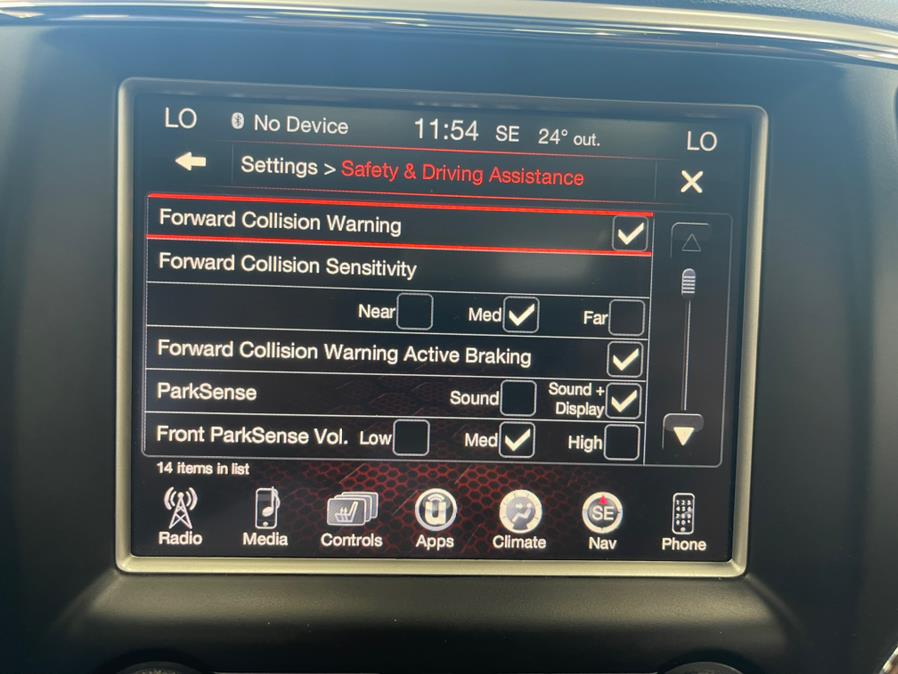 LO No Device 11:54 SE 24° out. LO
Settings > Safety & Driving Assistance
Forward Collision Warning
Forward Collision Sensitivity
Near Med Far
Forward Collision Warning Active Braking
ParkSense Sound Sound +
Display
Front ParkSense Vol. Low Med High
14 items in list
SE
Radio Media Controls Apps Climate Nav Phone